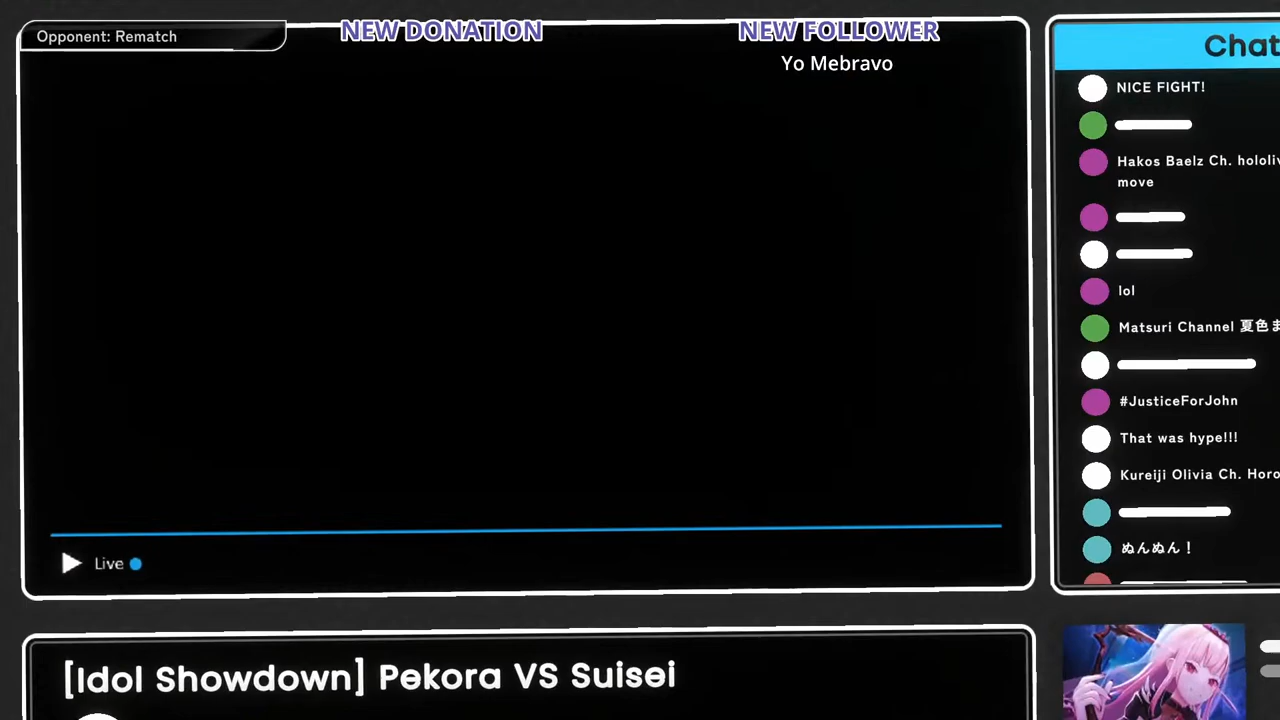 Opponent: Rematch
NEW DONATION
NEW FOLLOWER
Yo Mebravo
Chat
NICE FIGHT!
Hakos Baelz Ch. hololiv
move
lol
Matsuri Channel 夏色ま
#JusticeForJohn
That was hype!!!
Kureiji Olivia Ch. Horo
ぬんぬん！
Live
[Idol Showdown] Pekora VS Suisei